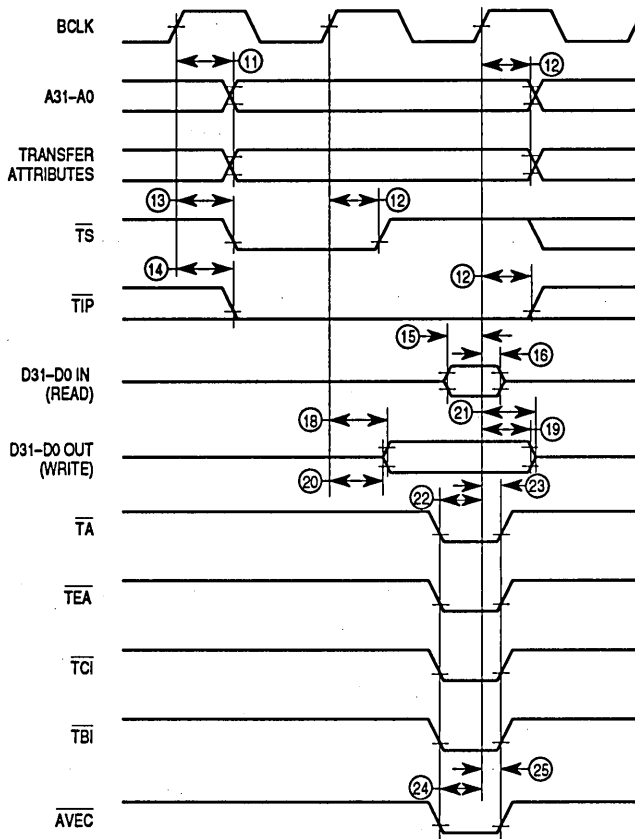 BCLK
11
12
A31–A0
TRANSFER
ATTRIBUTES
13
12
TS
14
12
TIP
15
16
D31–D0 IN
(READ)
21
18
19
D31–D0 OUT
(WRITE)
20
22
23
TA
TEA
TCI
TBI
24
25
AVEC